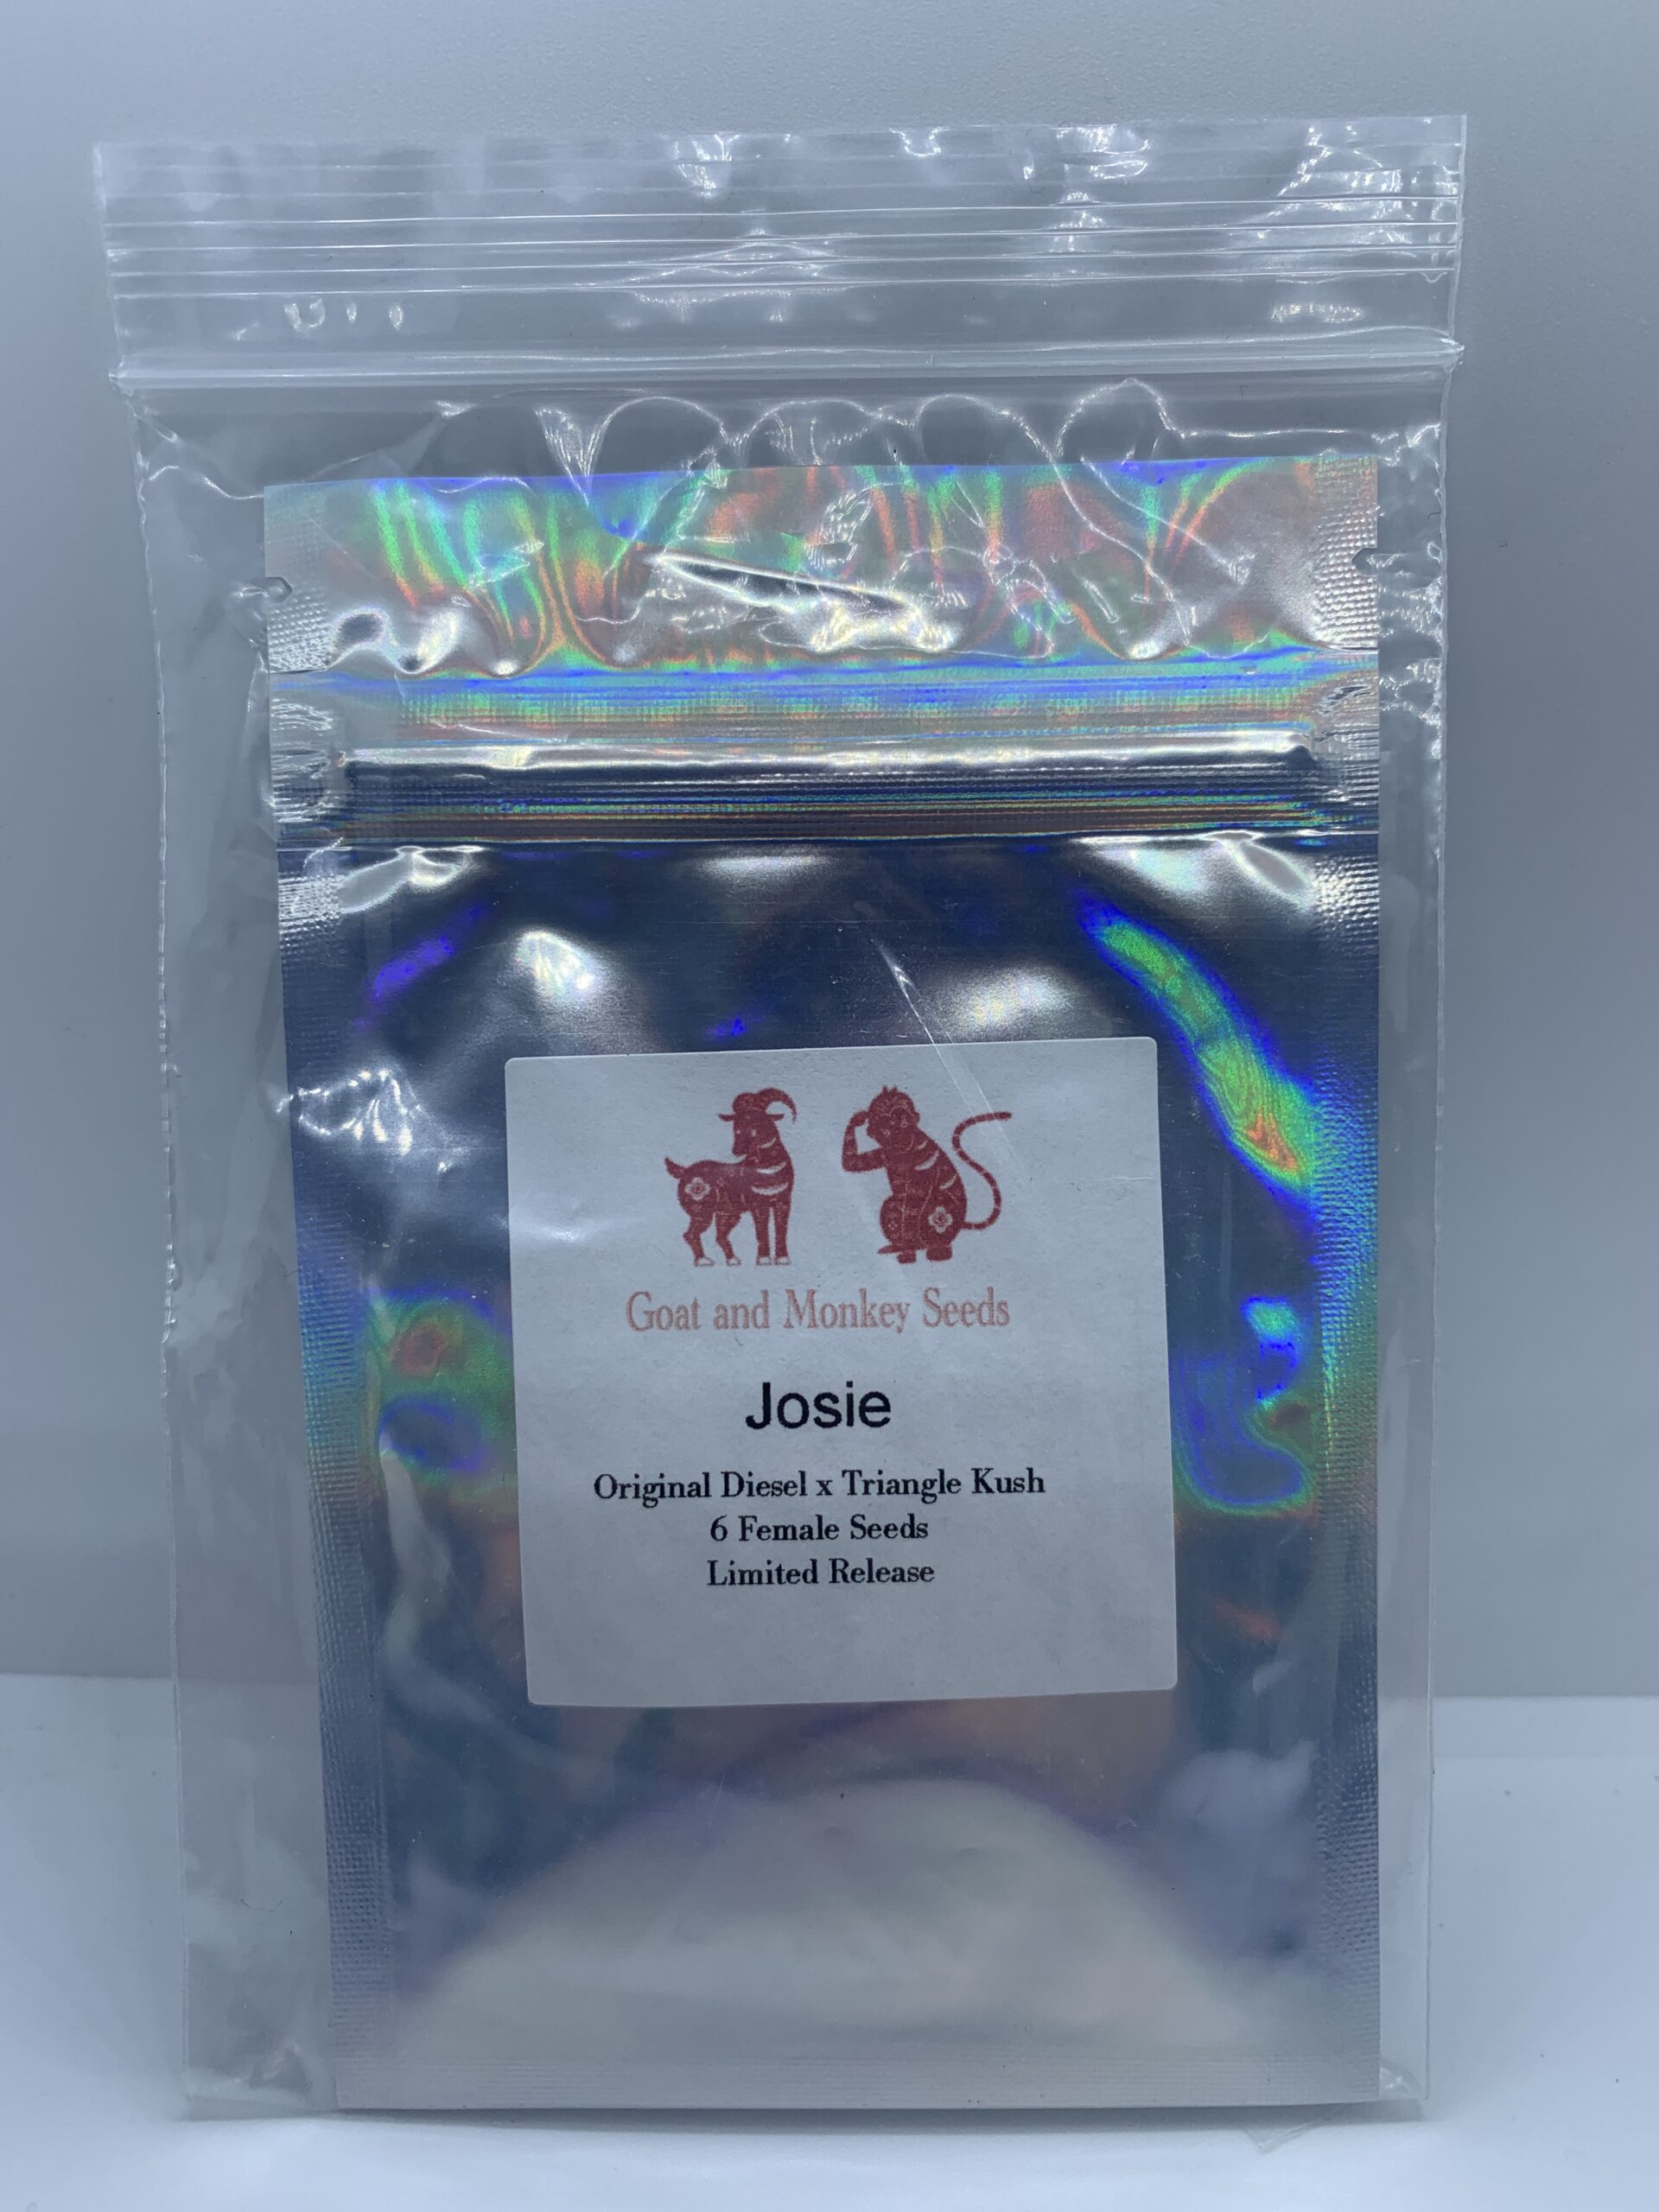 Goat and Monkey Seeds
Josie
Original Diesel x Triangle Kush
6 Female Seeds
Limited Release